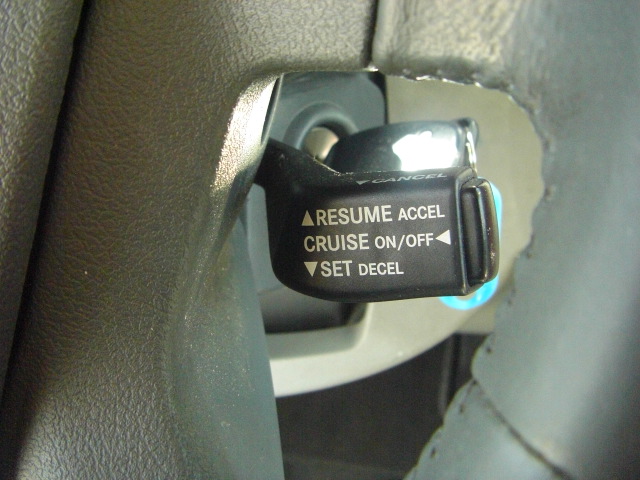 ▼CANCEL
▲RESUME ACCEL
CRUISE ON/OFF◀
▼SET DECEL